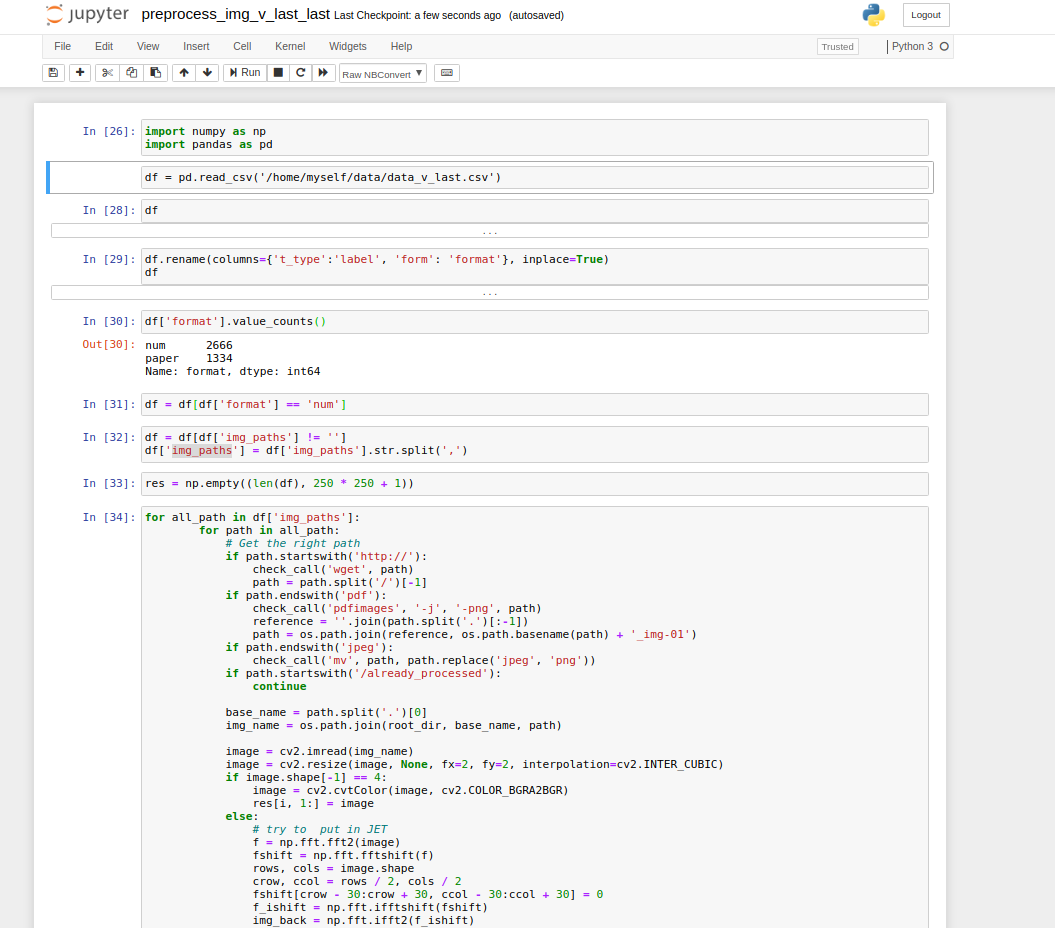 jupyter preprocess_img_v_last_last Last Checkpoint: a few seconds ago (autosaved) Logout
File Edit View Insert Cell Kernel Widgets Help Trusted Python 3
Run Raw NBConvert
In [26]: import numpy as np
import pandas as pd
df = pd.read_csv('/home/myself/data/data_v_last.csv')
In [28]: df
...
In [29]: df.rename(columns={'t_type':'label', 'form': 'format'}, inplace=True)
df
...
In [30]: df['format'].value_counts()
Out[30]: num      2666
paper    1334
Name: format, dtype: int64
In [31]: df = df[df['format'] == 'num']
In [32]: df = df[df['img_paths'] != '']
df['img_paths'] = df['img_paths'].str.split(',')
In [33]: res = np.empty((len(df), 250 * 250 + 1))
In [34]: for all_path in df['img_paths']:
        for path in all_path:
            # Get the right path
            if path.startswith('http://'):
                check_call('wget', path)
                path = path.split('/')[-1]
            if path.endswith('pdf'):
                check_call('pdfimages', '-j', '-png', path)
                reference = ''.join(path.split('.')[:-1])
                path = os.path.join(reference, os.path.basename(path) + '_img-01')
            if path.endswith('jpeg'):
                check_call('mv', path, path.replace('jpeg', 'png'))
            if path.startswith('/already_processed'):
                continue
            base_name = path.split('.')[0]
            img_name = os.path.join(root_dir, base_name, path)
            image = cv2.imread(img_name)
            image = cv2.resize(image, None, fx=2, fy=2, interpolation=cv2.INTER_CUBIC)
            if image.shape[-1] == 4:
                image = cv2.cvtColor(image, cv2.COLOR_BGRA2BGR)
                res[i, 1:] = image
            else:
                # try to  put in JET
                f = np.fft.fft2(image)
                fshift = np.fft.fftshift(f)
                rows, cols = image.shape
                crow, ccol = rows / 2, cols / 2
                fshift[crow - 30:crow + 30, ccol - 30:ccol + 30] = 0
                f_ishift = np.fft.ifftshift(fshift)
                img_back = np.fft.ifft2(f_ishift)